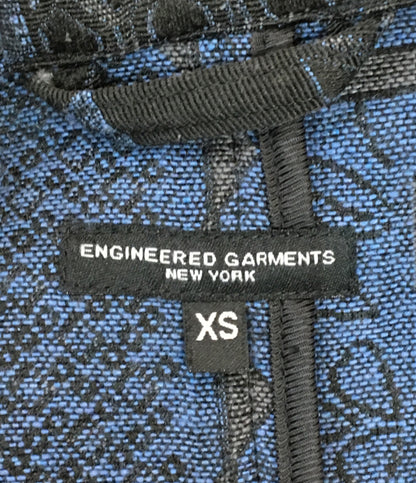 ENGINEERED GARMENTS
NEW YORK
XS